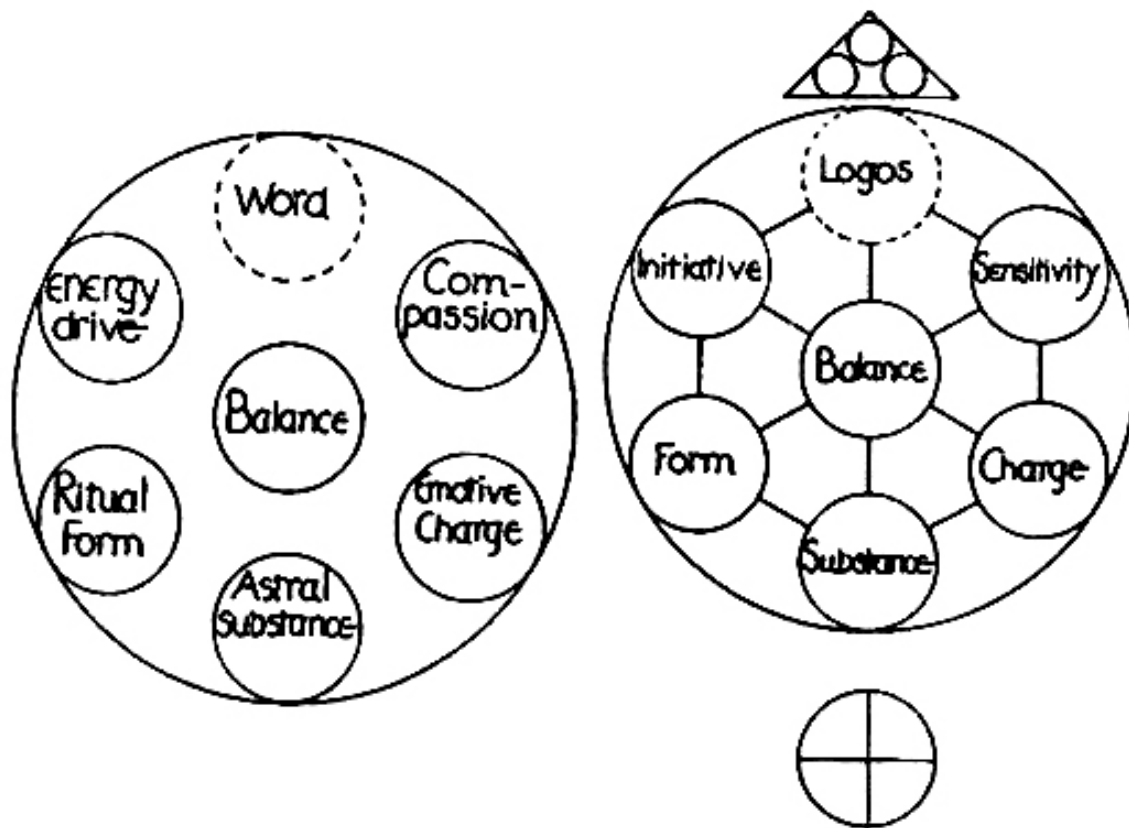 Word
Energy
drive
Com-
passion
Balance
Ritual
Form
Emotive
Charge
Astral
substance
Logos
Initiative
Sensitivity
Balance
Form
Charge
Substance